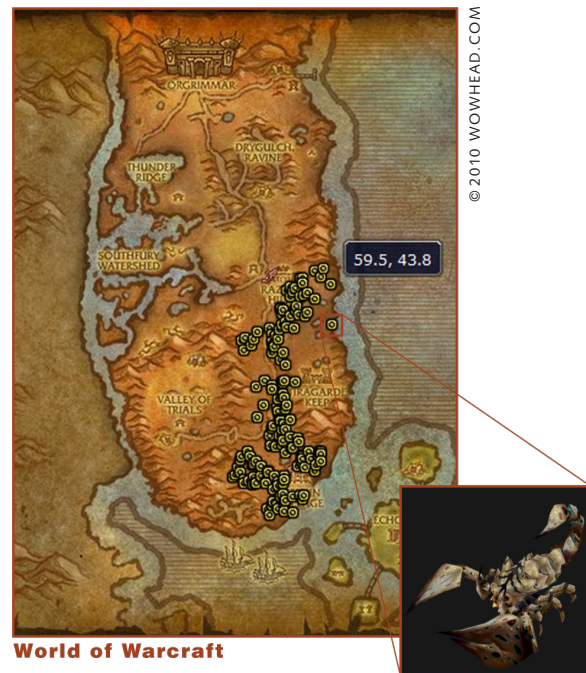 © 2010 WOWHEAD.COM
ORGRIMMAR
DRYGULCH
RAVINE
THUNDER
RIDGE
SOUTHFURY
WATERSHED
59.5, 43.8
KEEP
VALLEY OF
TRIALS
World of Warcraft